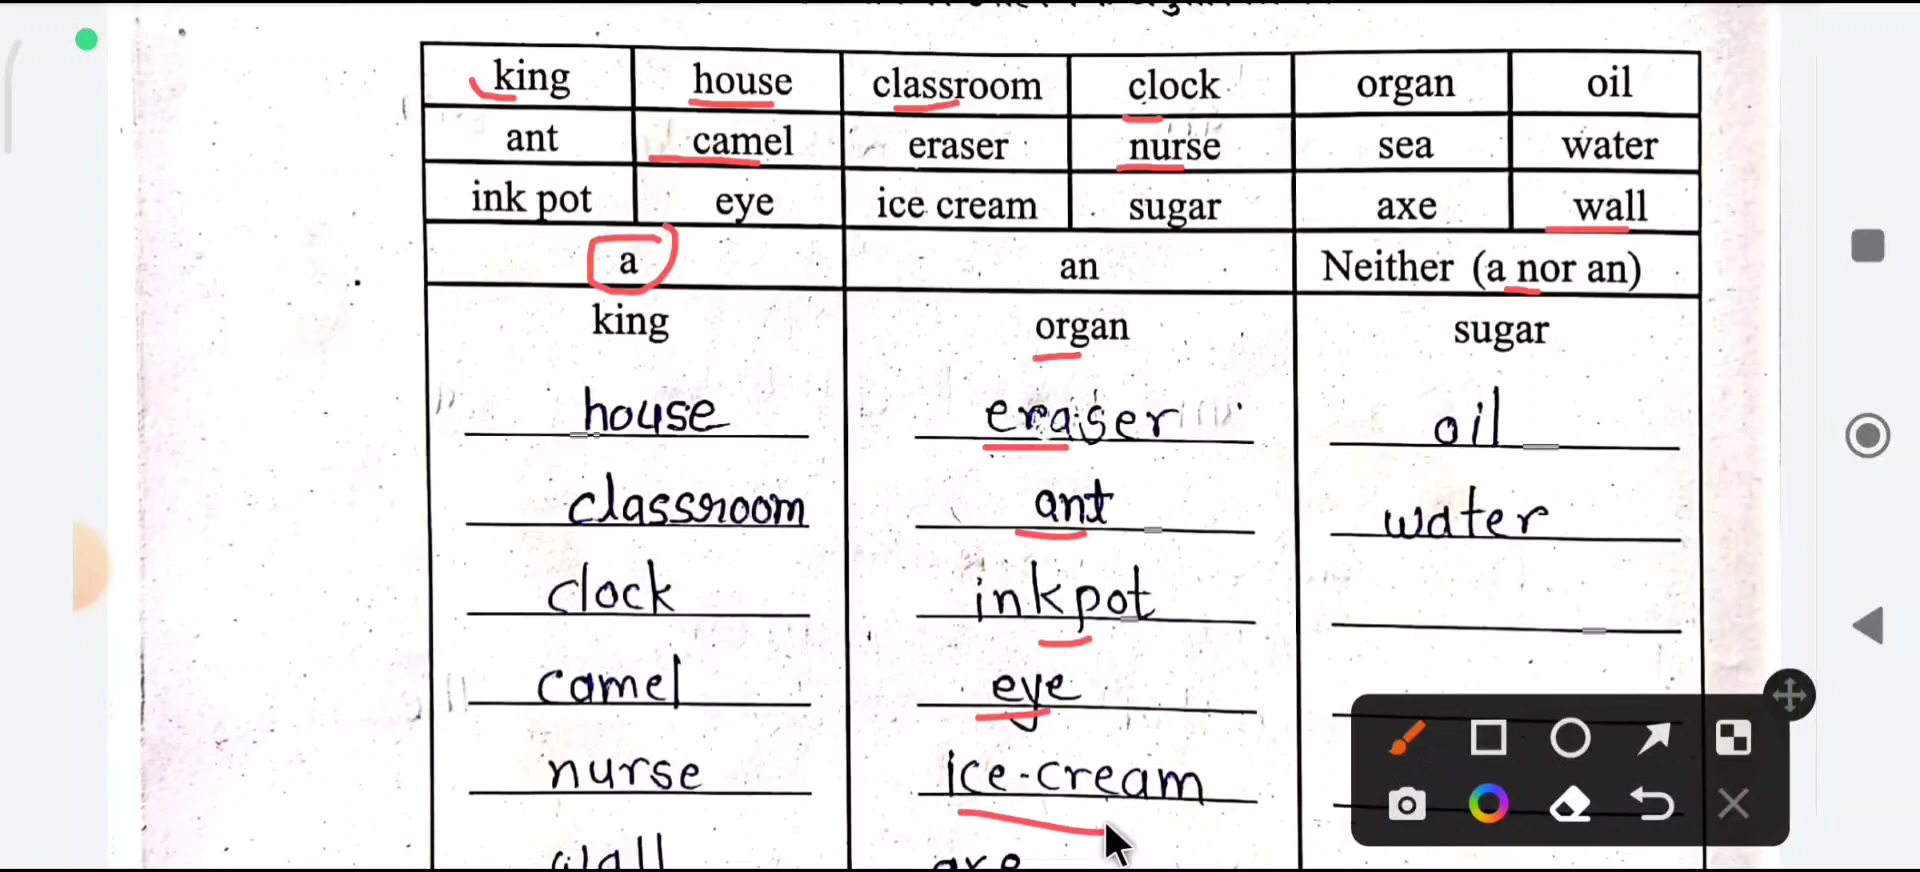 king house classroom clock organ oil
ant camel eraser nurse sea water
ink pot eye ice cream sugar axe wall
a an Neither (a nor an)
king organ sugar
house eraser oil
classroom ant water
clock inkpot
camel eye
nurse ice-cream
wall axe